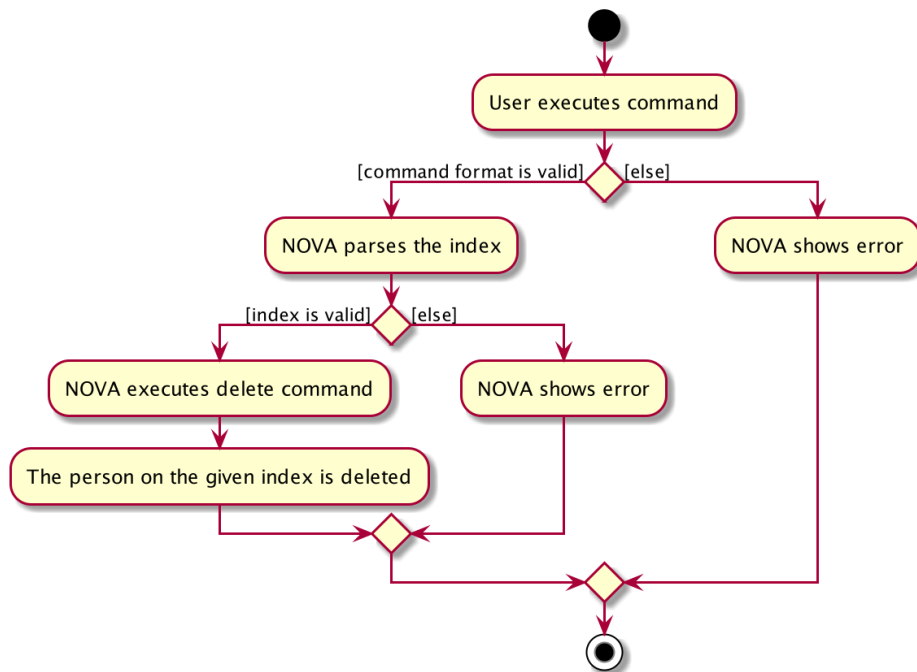 User executes command
[command format is valid]
[else]
NOVA parses the index
NOVA shows error
[index is valid]
[else]
NOVA executes delete command
NOVA shows error
The person on the given index is deleted